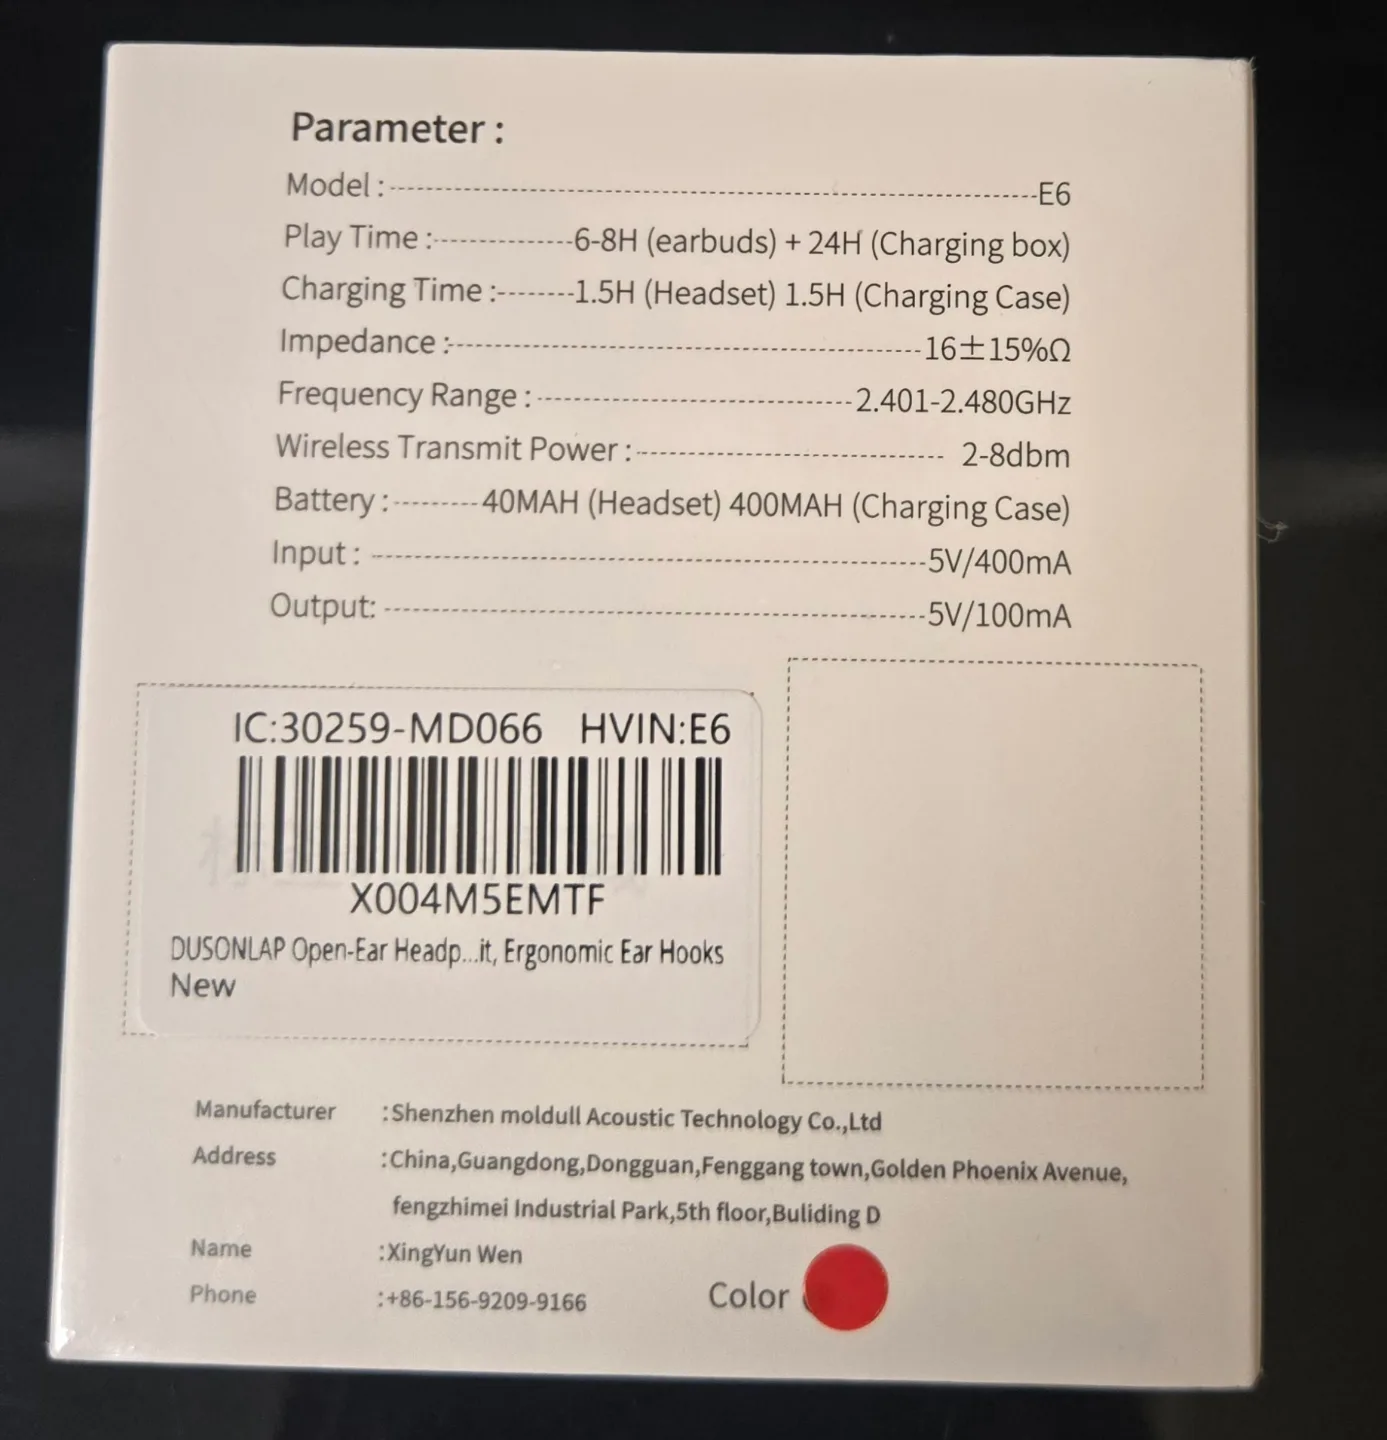 Parameter :
Model : E6
Play Time : 6-8H (earbuds) + 24H (Charging box)
Charging Time : 1.5H (Headset) 1.5H (Charging Case)
Impedance : 16±15%Ω
Frequency Range : 2.401-2.480GHz
Wireless Transmit Power : 2-8dbm
Battery : 40MAH (Headset) 400MAH (Charging Case)
Input : 5V/400mA
Output: 5V/100mA
IC:30259-MD066 HVIN:E6
X004M5EMTF
DUSONLAP Open-Ear Headp...it, Ergonomic Ear Hooks
New
Manufacturer :Shenzhen moldull Acoustic Technology Co.,Ltd
Address :China,Guangdong,Dongguan,Fenggang town,Golden Phoenix Avenue,
fengzhimei Industrial Park,5th floor,Buliding D
Name :XingYun Wen
Phone :+86-156-9209-9166
Color